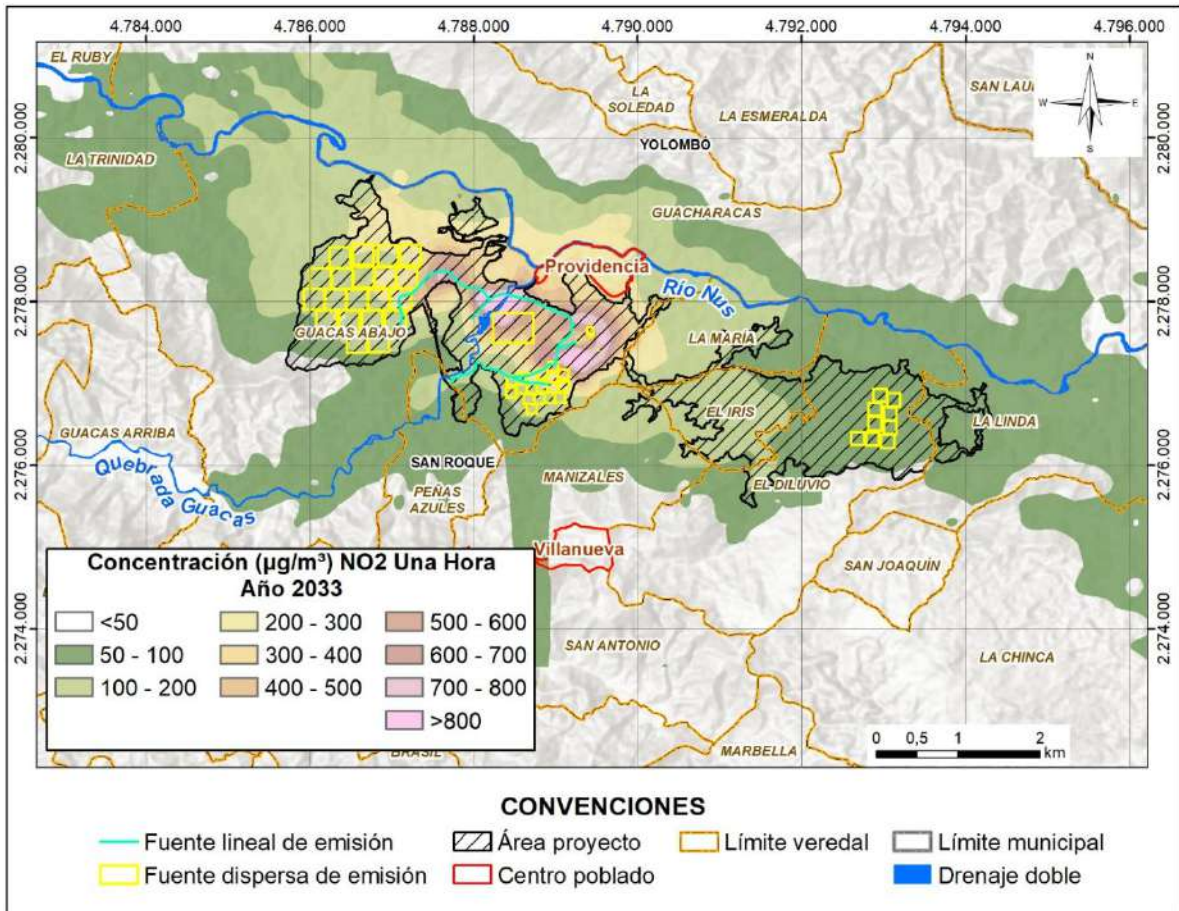 4.784.000 4.786.000 4.788.000 4.790.000 4.792.000 4.794.000 4.796.000
EL RUBY
LA SOLEDAD
LA ESMERALDA
SAN LAU
N
W E
S
2.280.000
2.280.000
YOLOMBÓ
LA TRINIDAD
GUACHARACAS
Providencia
Río Nus
2.278.000
2.278.000
GUACAS ABAJO
LA MARÍA
EL IRIS
LA LINDA
GUACAS ARRIBA
SAN ROQUE
MANIZALES
EL DILUVIO
2.276.000
2.276.000
Quebrada Guacas
PEÑAS AZULES
Villanueva
SAN JOAQUÍN
Concentración (µg/m³) NO2 Una Hora
Año 2033
<50 200 - 300 500 - 600
50 - 100 300 - 400 600 - 700
100 - 200 400 - 500 700 - 800
>800
2.274.000
2.274.000
SAN ANTONIO
LA CHINCA
BRASIL
MARBELLA
0 0,5 1 2
km
CONVENCIONES
Fuente lineal de emisión Área proyecto Límite veredal Límite municipal
Fuente dispersa de emisión Centro poblado Drenaje doble